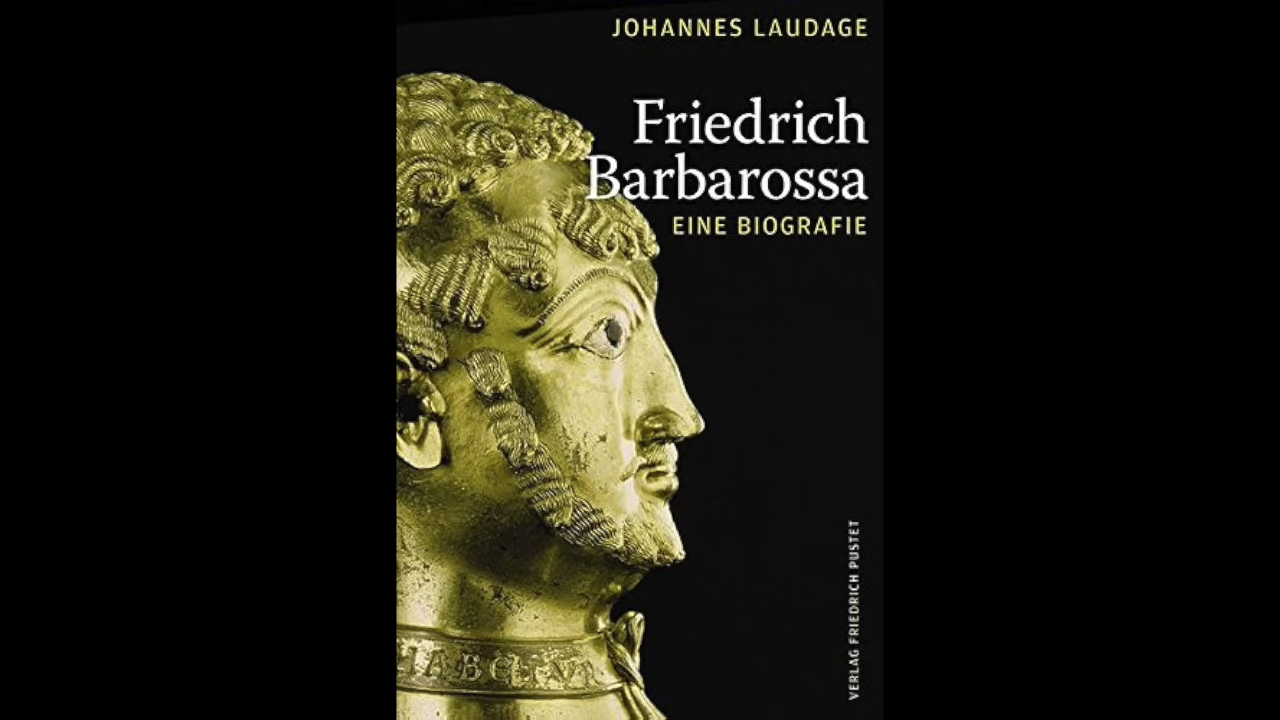 JOHANNES LAUDAGE
Friedrich
Barbarossa
EINE BIOGRAFIE
VERLAG FRIEDRICH PUSTET